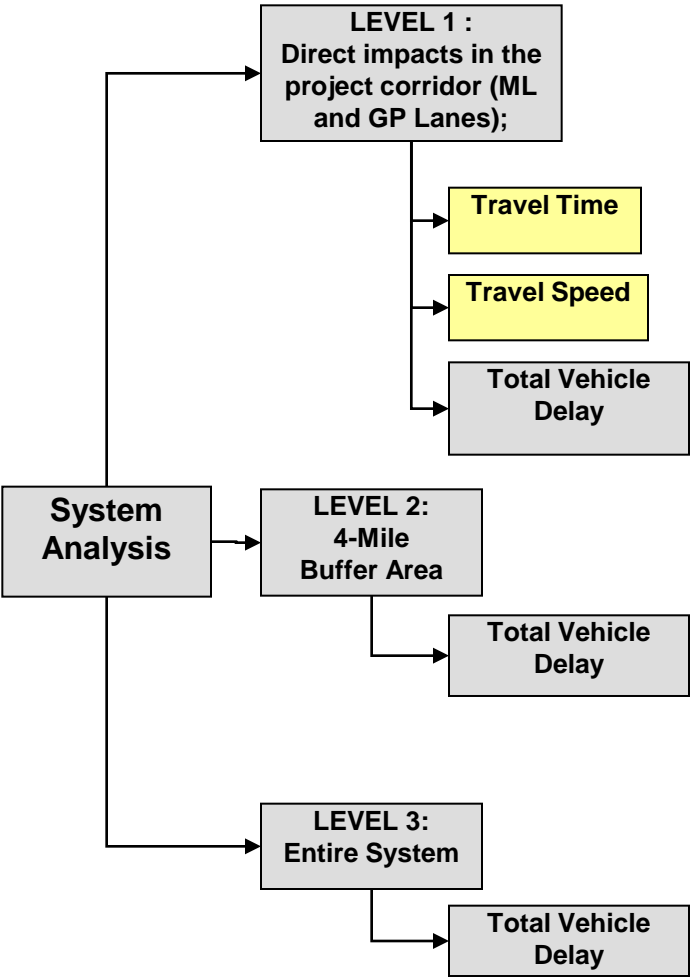 LEVEL 1 :
Direct impacts in the
project corridor (ML
and GP Lanes);
Travel Time
Travel Speed
Total Vehicle
Delay
System
Analysis
LEVEL 2:
4-Mile
Buffer Area
Total Vehicle
Delay
LEVEL 3:
Entire System
Total Vehicle
Delay